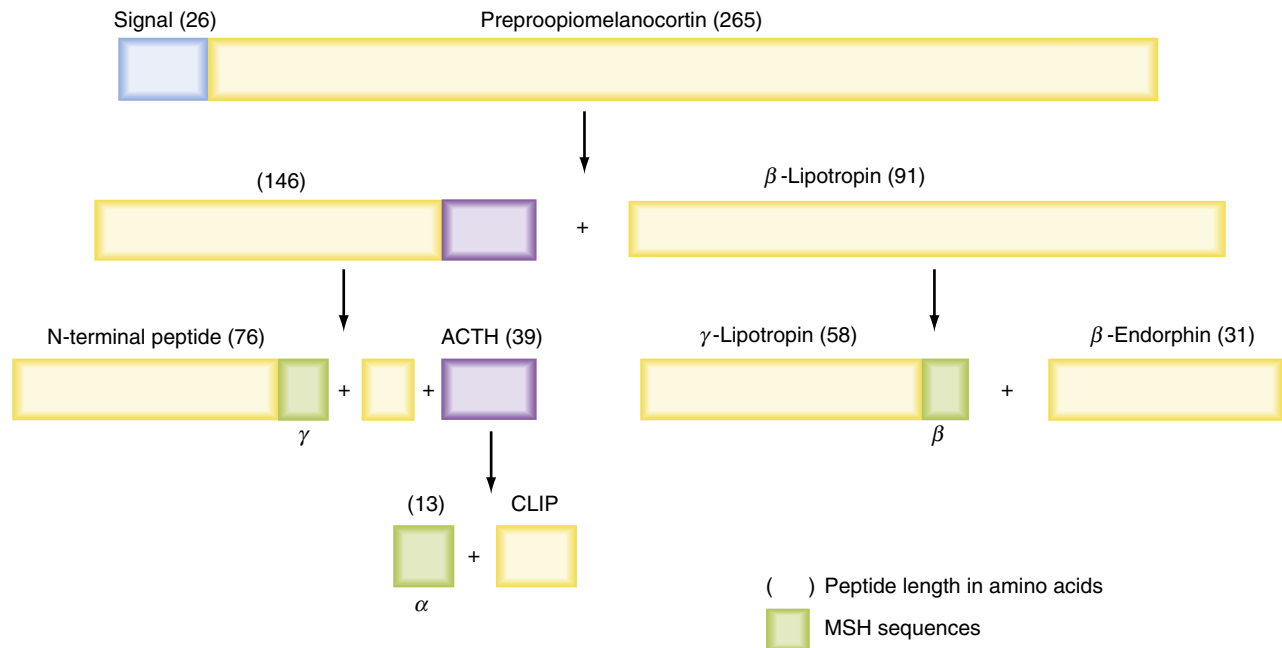 Signal (26)
Preproopiomelanocortin (265)
(146)
+
β-Lipotropin (91)
N-terminal peptide (76)
+
+
ACTH (39)
γ-Lipotropin (58)
+
β-Endorphin (31)
γ
β
(13)
+
CLIP
α
( ) Peptide length in amino acids
MSH sequences